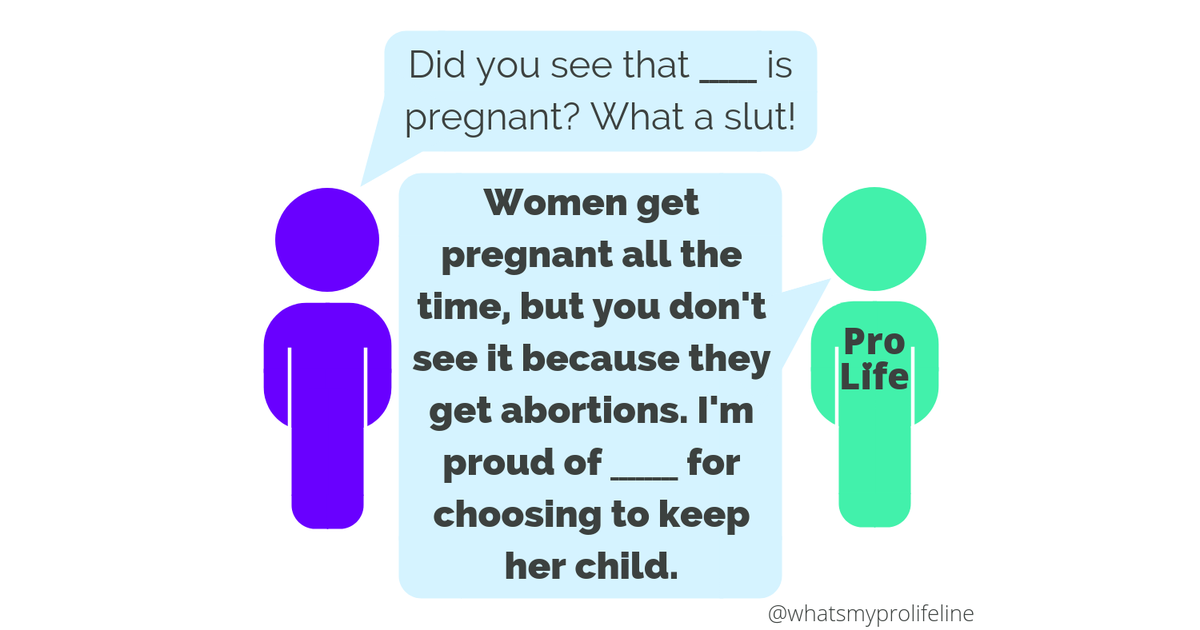 Did you see that ____ is
pregnant? What a slut!
Women get
pregnant all the
time, but you don't
see it because they
get abortions. I'm
proud of ____ for
choosing to keep
her child.
Pro
Life
@whatsmyprolifeline